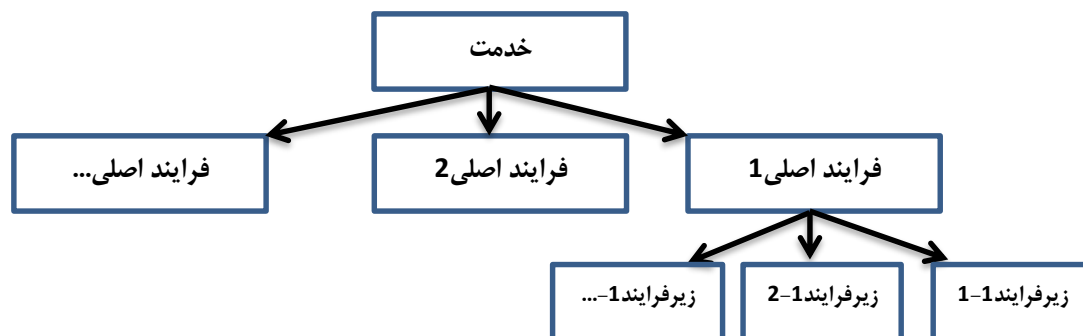 خدمت
فرایند اصلی1
فرایند اصلی2
فرایند اصلی...
زیرفرایند1-1
زیرفرایند1-2
زیرفرایند1-...